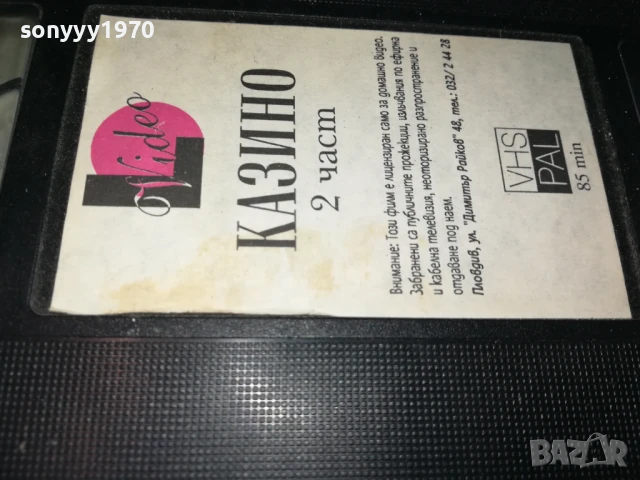 sonyyy1970
Video
КАЗИНО
2 част
Внимание: Този филм е лицензиран само за домашно видео.
Забранени са публичните прожекции, излъчвания по ефирна
и кабелна телевизия, неоторизирано разпространение и
отдаване под наем.
Пловдив, ул. "Димитър Райков" 48, тел.: 032/ 2 44 28
VHS
PAL
85 min
BAZAR